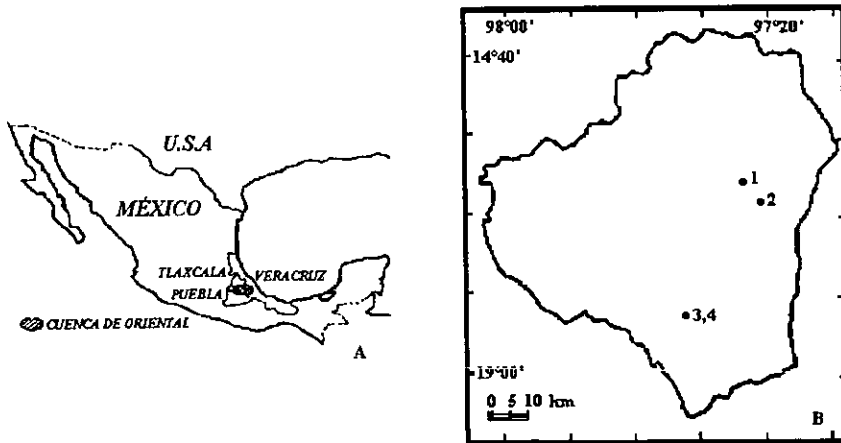 U.S.A
MÉXICO
TLAXCALA
VERACRUZ
PUEBLA
CUENCA DE ORIENTAL
A
98°00'
97°20'
14°40'
1
2
3,4
19°00'
0 5 10 km
B